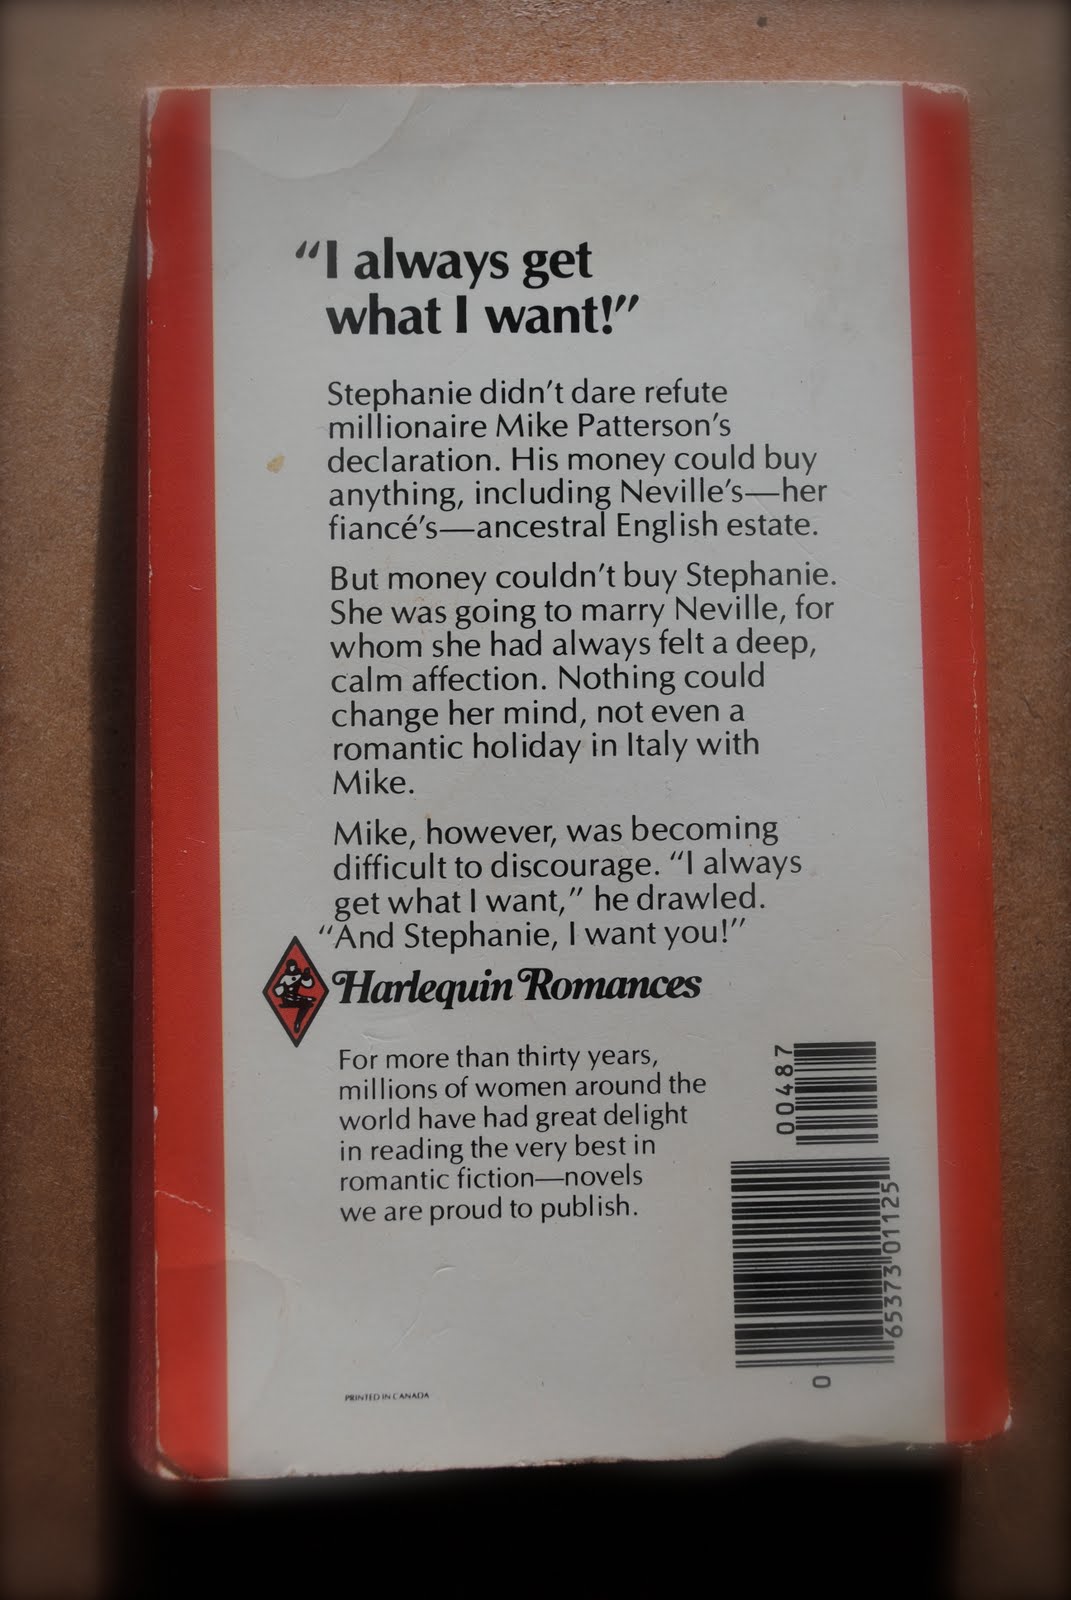 “I always get
what I want!”
Stephanie didn’t dare refute
millionaire Mike Patterson’s
declaration. His money could buy
anything, including Neville’s—her
fiancé’s—ancestral English estate.
But money couldn’t buy Stephanie.
She was going to marry Neville, for
whom she had always felt a deep,
calm affection. Nothing could
change her mind, not even a
romantic holiday in Italy with
Mike.
Mike, however, was becoming
difficult to discourage. “I always
get what I want,” he drawled.
“And Stephanie, I want you!”
Harlequin Romances
For more than thirty years,
millions of women around the
world have had great delight
in reading the very best in
romantic fiction—novels
we are proud to publish.
00487
0 65373 01125
PRINTED IN CANADA